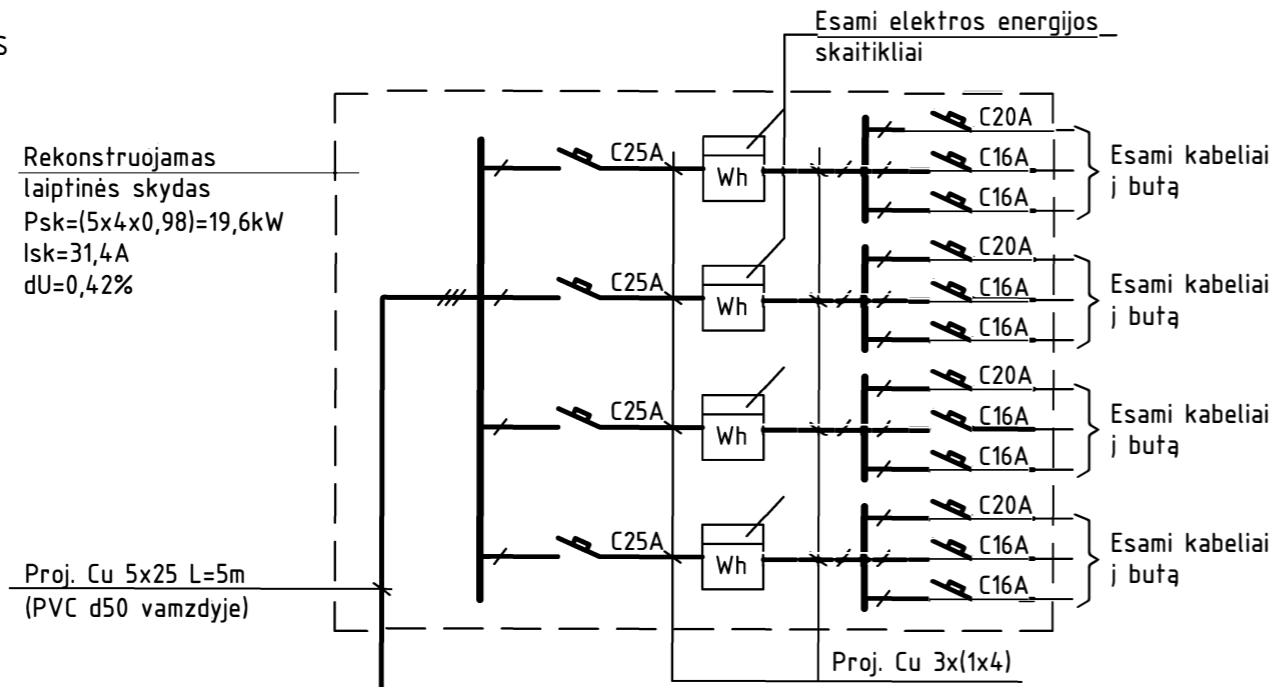 S
Esami elektros energijos
skaitikliai
Rekonstruojamas
laiptinės skydas
Psk=(5x4x0,98)=19,6kW
Isk=31,4A
dU=0,42%
C25A
Wh
C20A
C16A
C16A
Esami kabeliai
į butą
C25A
Wh
C20A
C16A
C16A
Esami kabeliai
į butą
C25A
Wh
C20A
C16A
C16A
Esami kabeliai
į butą
C25A
Wh
C20A
C16A
C16A
Esami kabeliai
į butą
Proj. Cu 5x25 L=5m
(PVC d50 vamzdyje)
Proj. Cu 3x(1x4)